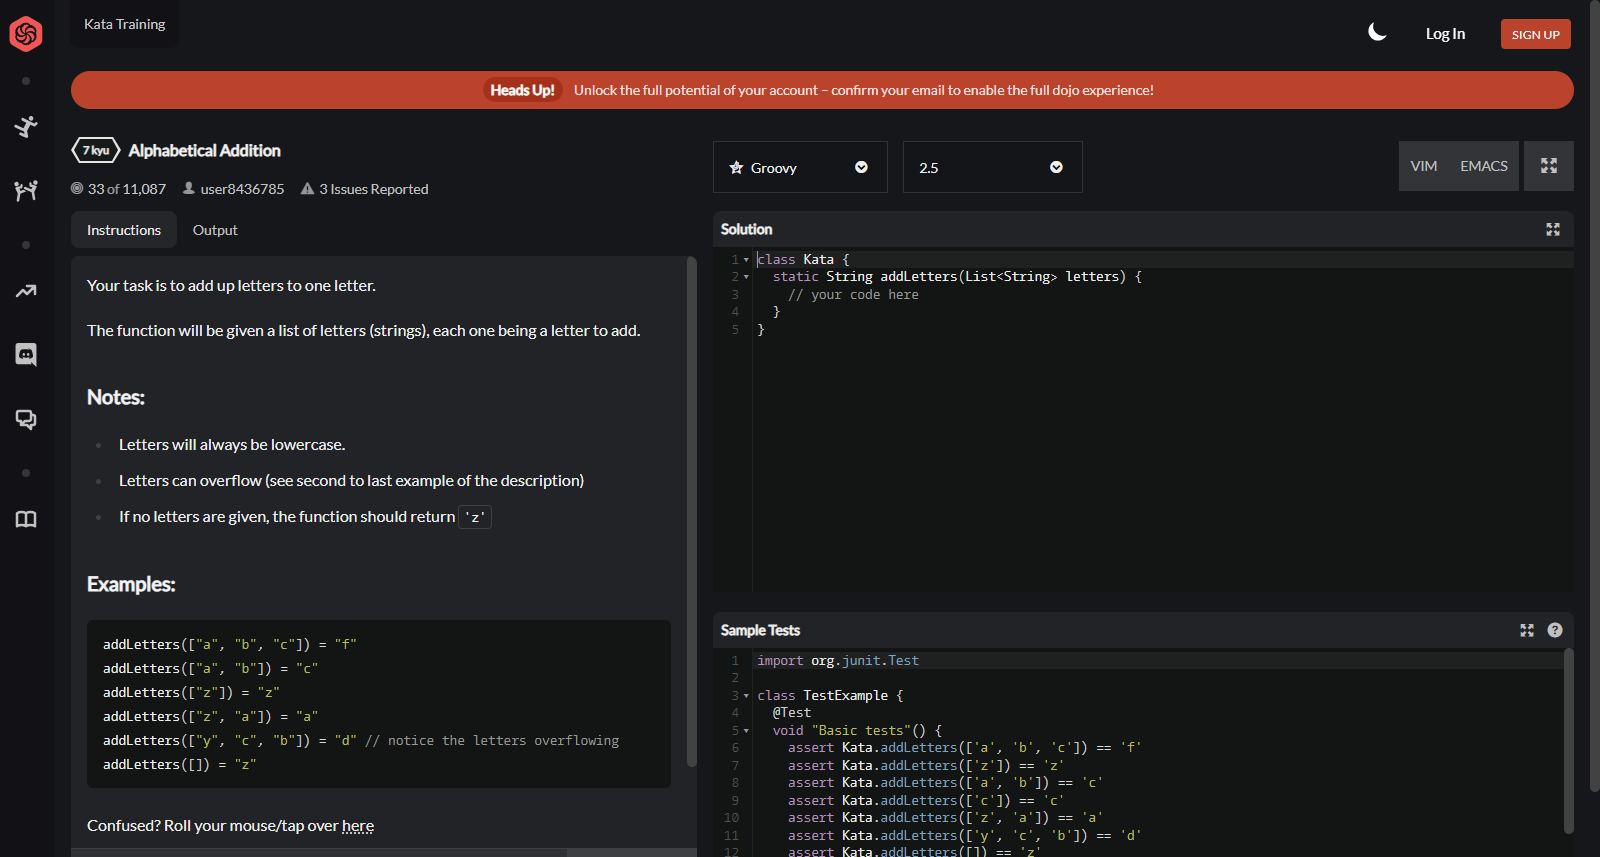 Kata Training
Log In
SIGN UP
Heads Up! Unlock the full potential of your account – confirm your email to enable the full dojo experience!
7 kyu Alphabetical Addition
33 of 11,087 user8436785 3 Issues Reported
Instructions Output
Your task is to add up letters to one letter.
The function will be given a list of letters (strings), each one being a letter to add.
Notes:
Letters will always be lowercase.
Letters can overflow (see second to last example of the description)
If no letters are given, the function should return 'z'
Examples:
addLetters(["a", "b", "c"]) = "f"
addLetters(["a", "b"]) = "c"
addLetters(["z"]) = "z"
addLetters(["z", "a"]) = "a"
addLetters(["y", "c", "b"]) = "d" // notice the letters overflowing
addLetters([]) = "z"
Confused? Roll your mouse/tap over here
Groovy 2.5 VIM EMACS
Solution
1 class Kata {
2 static String addLetters(List<String> letters) {
3 // your code here
4 }
5 }
Sample Tests
1 import org.junit.Test
2
3 class TestExample {
4 @Test
5 void "Basic tests"() {
6 assert Kata.addLetters(['a', 'b', 'c']) == 'f'
7 assert Kata.addLetters(['z']) == 'z'
8 assert Kata.addLetters(['a', 'b']) == 'c'
9 assert Kata.addLetters(['c']) == 'c'
10 assert Kata.addLetters(['z', 'a']) == 'a'
11 assert Kata.addLetters(['y', 'c', 'b']) == 'd'
12 assert Kata.addLetters([]) == 'z'